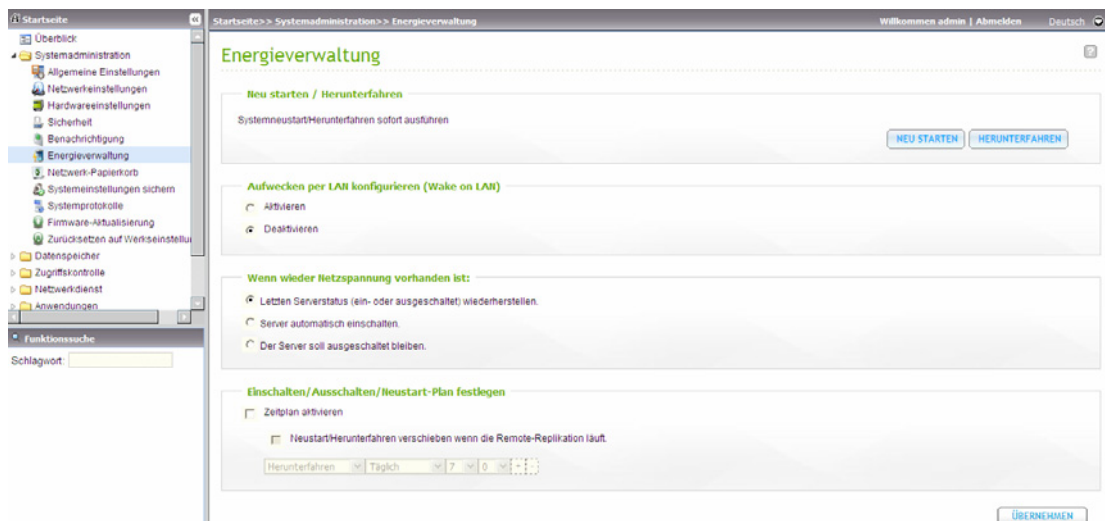 Startseite
Überblick
Systemadministration
Allgemeine Einstellungen
Netzwerkeinstellungen
Hardwareeinstellungen
Sicherheit
Benachrichtigung
Energieverwaltung
Netzwerk-Papierkorb
Systemeinstellungen sichern
Systemprotokolle
Firmware-Aktualisierung
Zurücksetzen auf Werkseinstellu
Datenspeicher
Zugriffskontrolle
Netzwerkdienst
Anwendungen
Funktionssuche
Schlagwort:
Startseite>> Systemadministration>> Energieverwaltung
Willkommen admin | Abmelden Deutsch
Energieverwaltung
Neu starten / Herunterfahren
Systemneustart/Herunterfahren sofort ausführen
NEU STARTEN HERUNTERFAHREN
Aufwecken per LAN konfigurieren (Wake on LAN)
Aktivieren
Deaktivieren
Wenn wieder Netzspannung vorhanden ist:
Letzten Serverstatus (ein- oder ausgeschaltet) wiederherstellen.
Server automatisch einschalten.
Der Server soll ausgeschaltet bleiben.
Einschalten/Ausschalten/Neustart-Plan festlegen
Zeitplan aktivieren
Neustart/Herunterfahren verschieben wenn die Remote-Replikation läuft.
Herunterfahren Täglich 7 0 + -
ÜBERNEHMEN